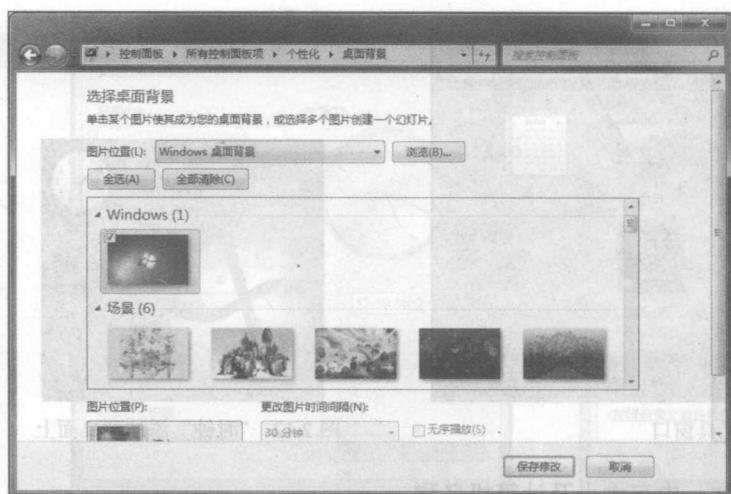 控制面板 ▸ 所有控制面板项 ▸ 个性化 ▸ 桌面背景
搜索控制面板
选择桌面背景
单击某个图片使其成为您的桌面背景，或选择多个图片创建一个幻灯片。
图片位置(L): Windows 桌面背景 浏览(B)...
全选(A) 全部清除(C)
Windows (1)
场景 (6)
图片位置(P): 更改图片时间间隔(N):
30 分钟 无序播放(S)
保存修改 取消